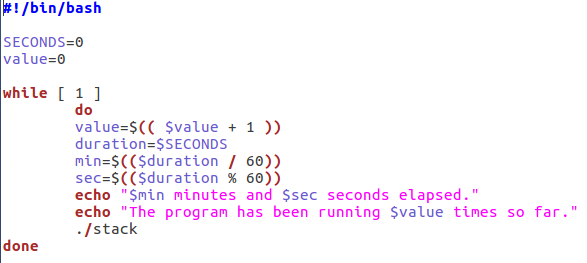 #!/bin/bash

SECONDS=0
value=0

while [ 1 ]
        do
        value=$(( $value + 1 ))
        duration=$SECONDS
        min=$(($duration / 60))
        sec=$(($duration % 60))
        echo "$min minutes and $sec seconds elapsed."
        echo "The program has been running $value times so far."
        ./stack
done